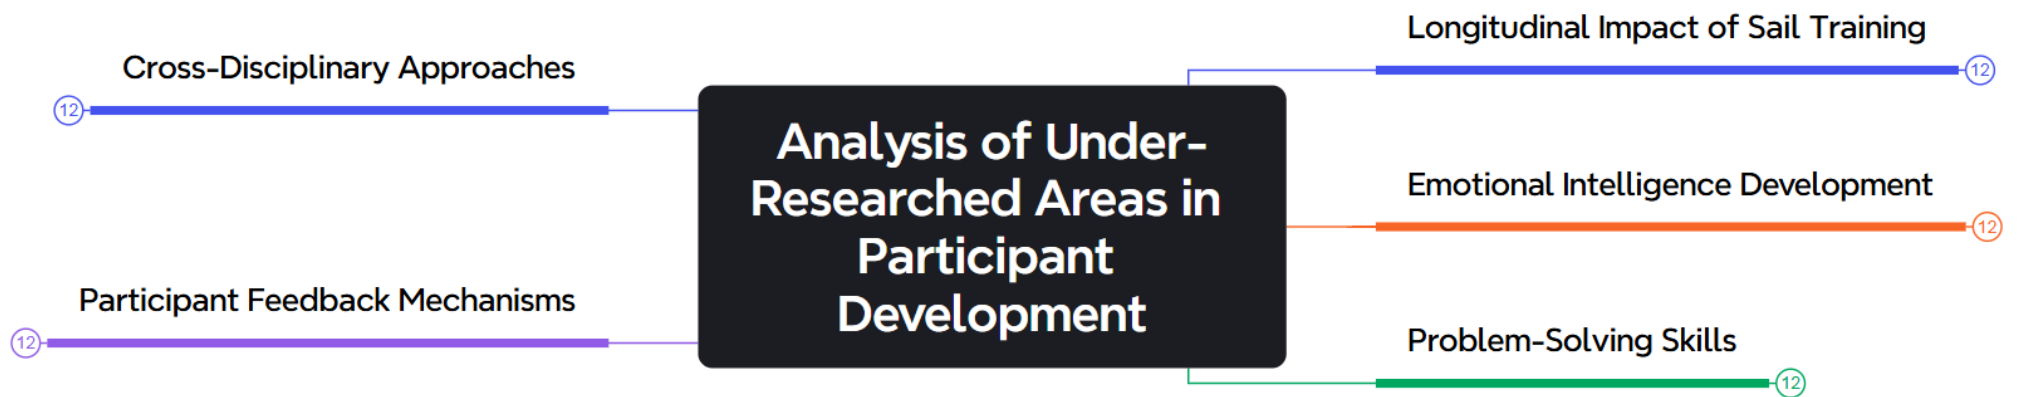 Cross-Disciplinary Approaches
12
Participant Feedback Mechanisms
12
Analysis of Under-
Researched Areas in
Participant
Development
Longitudinal Impact of Sail Training
12
Emotional Intelligence Development
12
Problem-Solving Skills
12